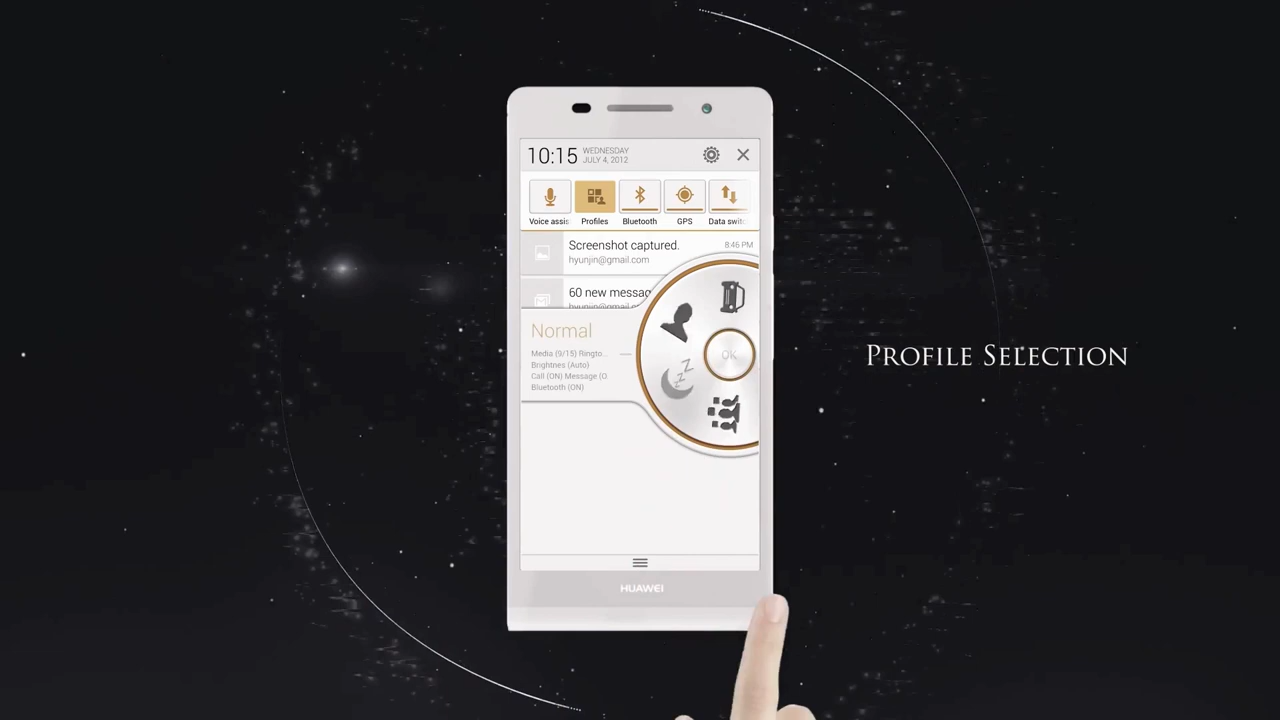 10:15 WEDNESDAY
JULY 4, 2012
Voice assis Profiles Bluetooth GPS Data switc
Screenshot captured. 8:46 PM
hyunjin@gmail.com
60 new messag
hyunjin@gmail.c
Normal
Media (9/15) Ringto...
Brightnes (Auto)
Call (ON) Message (O
Bluetooth (ON)
OK
PROFILE SELECTION
HUAWEI